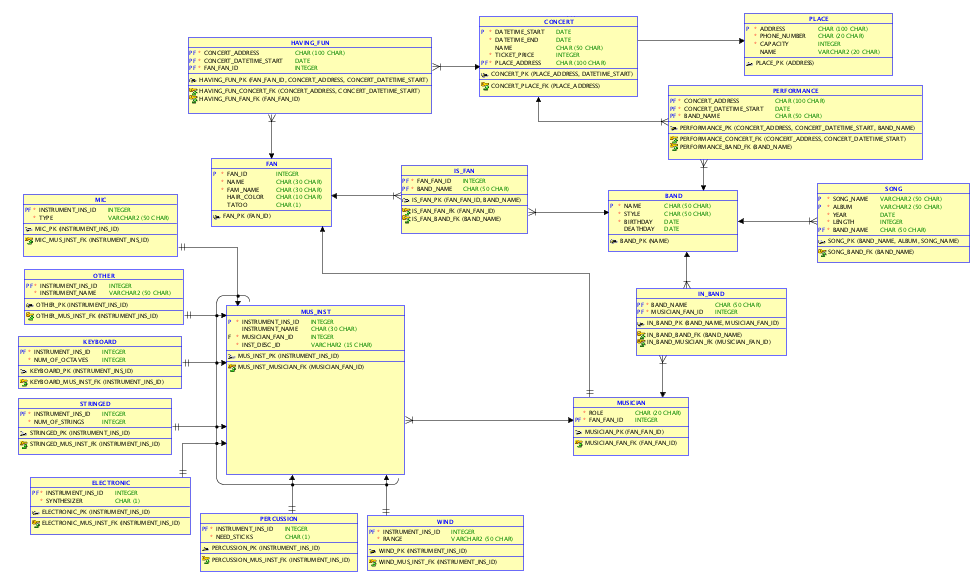 HAVING_FUN
PF * CONCERT_ADDRESS CHAR (100 CHAR)
PF * CONCERT_DATETIME_START DATE
PF * FAN_FAN_ID INTEGER
HAVING_FUN_PK (FAN_FAN_ID, CONCERT_ADDRESS, CONCERT_DATETIME_START)
HAVING_FUN_CONCERT_FK (CONCERT_ADDRESS, CONCERT_DATETIME_START)
HAVING_FUN_FAN_FK (FAN_FAN_ID)
CONCERT
P * DATETIME_START DATE
* DATETIME_END DATE
NAME CHAR (50 CHAR)
* TICKET_PRICE INTEGER
PF * PLACE_ADDRESS CHAR (100 CHAR)
CONCERT_PK (PLACE_ADDRESS, DATETIME_START)
CONCERT_PLACE_FK (PLACE_ADDRESS)
PLACE
P * ADDRESS CHAR (100 CHAR)
* PHONE_NUMBER CHAR (20 CHAR)
* CAPACITY INTEGER
NAME VARCHAR2 (20 CHAR)
PLACE_PK (ADDRESS)
PERFORMANCE
PF * CONCERT_ADDRESS CHAR (100 CHAR)
PF * CONCERT_DATETIME_START DATE
PF * BAND_NAME CHAR (50 CHAR)
PERFORMANCE_PK (CONCERT_ADDRESS, CONCERT_DATETIME_START, BAND_NAME)
PERFORMANCE_CONCERT_FK (CONCERT_ADDRESS, CONCERT_DATETIME_START)
PERFORMANCE_BAND_FK (BAND_NAME)
FAN
P * FAN_ID INTEGER
* NAME CHAR (30 CHAR)
* FAM_NAME CHAR (30 CHAR)
HAIR_COLOR CHAR (10 CHAR)
TATOO CHAR (1)
FAN_PK (FAN_ID)
IS_FAN
PF * FAN_FAN_ID INTEGER
PF * BAND_NAME CHAR (50 CHAR)
IS_FAN_PK (FAN_FAN_ID, BAND_NAME)
IS_FAN_FAN_FK (FAN_FAN_ID)
IS_FAN_BAND_FK (BAND_NAME)
BAND
P * NAME CHAR (50 CHAR)
* STYLE CHAR (50 CHAR)
* BIRTHDAY DATE
DEATHDAY DATE
BAND_PK (NAME)
SONG
P * SONG_NAME VARCHAR2 (50 CHAR)
P * ALBUM VARCHAR2 (50 CHAR)
* YEAR DATE
* LENGTH INTEGER
PF * BAND_NAME CHAR (50 CHAR)
SONG_PK (BAND_NAME, ALBUM, SONG_NAME)
SONG_BAND_FK (BAND_NAME)
MIC
PF * INSTRUMENT_INS_ID INTEGER
* TYPE VARCHAR2 (50 CHAR)
MIC_PK (INSTRUMENT_INS_ID)
MIC_MUS_INST_FK (INSTRUMENT_INS_ID)
OTHER
PF * INSTRUMENT_INS_ID INTEGER
* INSTRUMENT_NAME VARCHAR2 (50 CHAR)
OTHER_PK (INSTRUMENT_INS_ID)
OTHER_MUS_INST_FK (INSTRUMENT_INS_ID)
MUS_INST
P * INSTRUMENT_INS_ID INTEGER
INSTRUMENT_NAME CHAR (30 CHAR)
F * MUSICIAN_FAN_ID INTEGER
* INST_DESC_ID VARCHAR2 (15 CHAR)
MUS_INST_PK (INSTRUMENT_INS_ID)
MUS_INST_MUSICIAN_FK (MUSICIAN_FAN_ID)
IN_BAND
PF * BAND_NAME CHAR (50 CHAR)
PF * MUSICIAN_FAN_ID INTEGER
IN_BAND_PK (BAND_NAME, MUSICIAN_FAN_ID)
IN_BAND_BAND_FK (BAND_NAME)
IN_BAND_MUSICIAN_FK (MUSICIAN_FAN_ID)
KEYBOARD
PF * INSTRUMENT_INS_ID INTEGER
* NUM_OF_OCTAVES INTEGER
KEYBOARD_PK (INSTRUMENT_INS_ID)
KEYBOARD_MUS_INST_FK (INSTRUMENT_INS_ID)
STRINGED
PF * INSTRUMENT_INS_ID INTEGER
* NUM_OF_STRINGS INTEGER
STRINGED_PK (INSTRUMENT_INS_ID)
STRINGED_MUS_INST_FK (INSTRUMENT_INS_ID)
MUSICIAN
* ROLE CHAR (20 CHAR)
PF * FAN_FAN_ID INTEGER
MUSICIAN_PK (FAN_FAN_ID)
MUSICIAN_FAN_FK (FAN_FAN_ID)
ELECTRONIC
PF * INSTRUMENT_INS_ID INTEGER
* SYNTHESIZER CHAR (1)
ELECTRONIC_PK (INSTRUMENT_INS_ID)
ELECTRONIC_MUS_INST_FK (INSTRUMENT_INS_ID)
PERCUSSION
PF * INSTRUMENT_INS_ID INTEGER
* NEED_STICKS CHAR (1)
PERCUSSION_PK (INSTRUMENT_INS_ID)
PERCUSSION_MUS_INST_FK (INSTRUMENT_INS_ID)
WIND
PF * INSTRUMENT_INS_ID INTEGER
* RANGE VARCHAR2 (50 CHAR)
WIND_PK (INSTRUMENT_INS_ID)
WIND_MUS_INST_FK (INSTRUMENT_INS_ID)